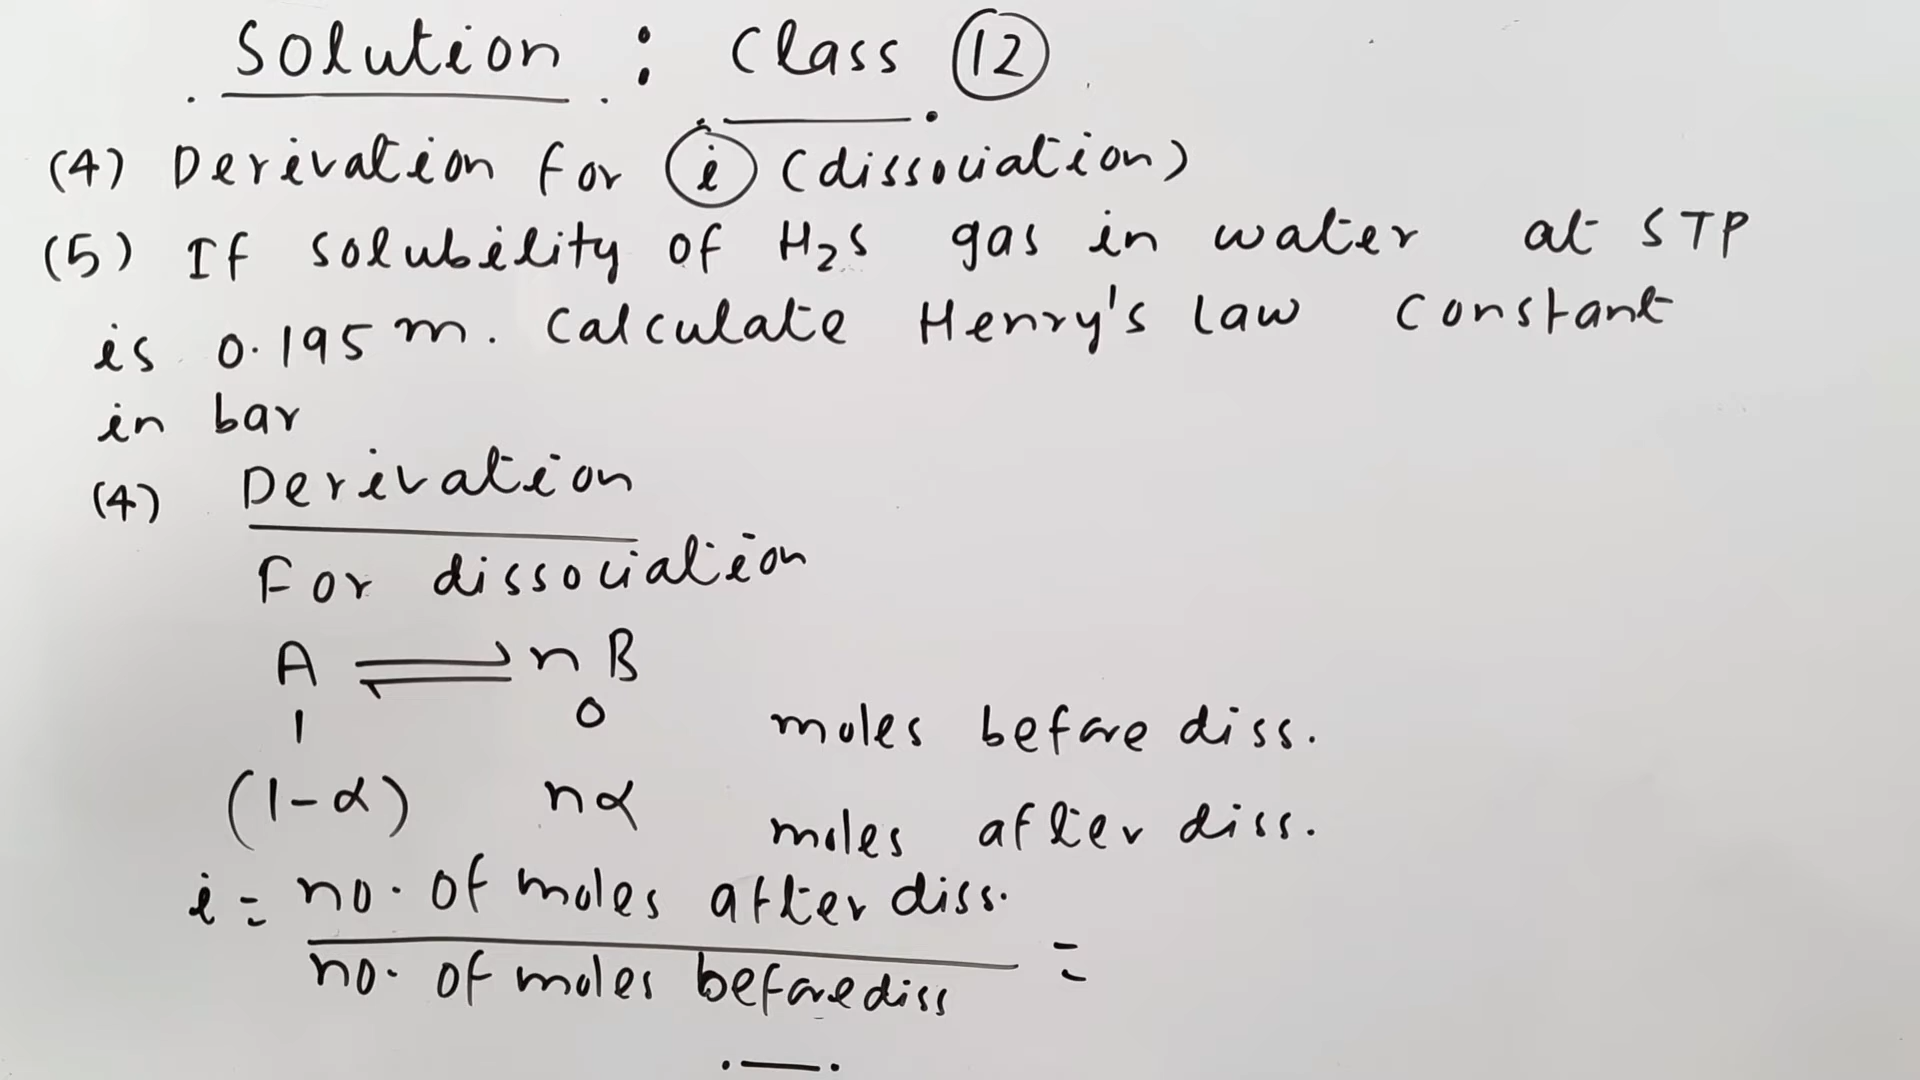 Solution : Class 12
(4) Derivation for i (dissociation)
(5) If solubility of H₂S gas in water at STP
is 0.195 m. Calculate Henry's law constant
in bar
(4) Derivation
For dissociation
A ⇌ nB
1 0 moles before diss.
(1-α) nα moles after diss.
i = no. of moles after diss.
no. of moles before diss =